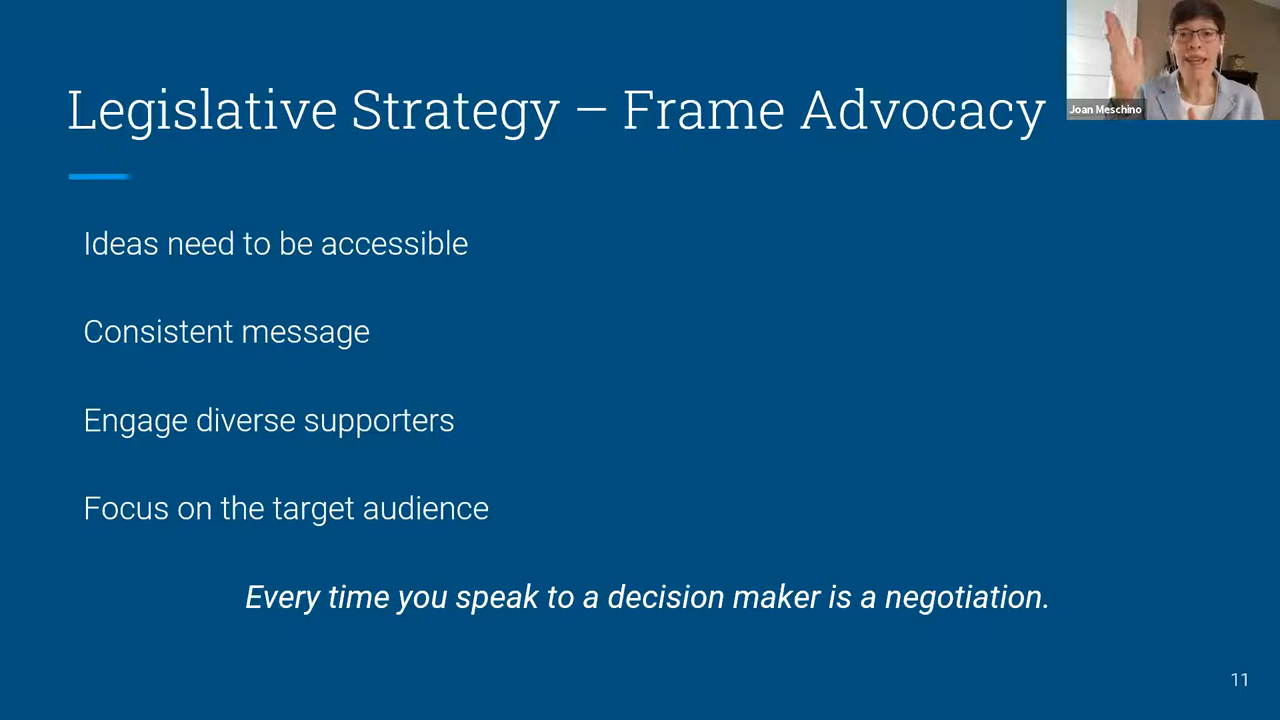 Legislative Strategy – Frame Advocacy
Joan Meschino
Ideas need to be accessible
Consistent message
Engage diverse supporters
Focus on the target audience
Every time you speak to a decision maker is a negotiation.
11